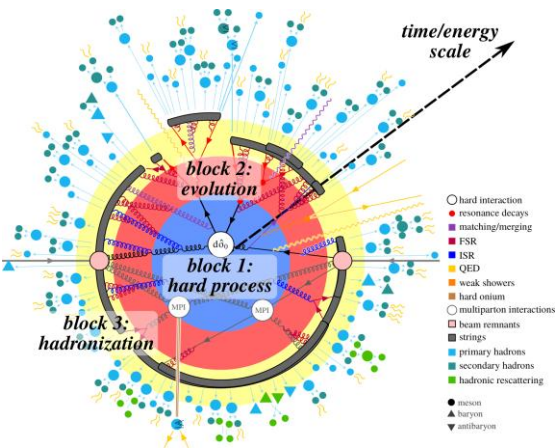 time/energy
scale
block 2:
evolution
dσ̂₀
block 1:
hard process
MPI
MPI
block 3:
hadronization
hard interaction
resonance decays
matching/merging
FSR
ISR
QED
weak showers
hard onium
multiparton interactions
beam remnants
strings
primary hadrons
secondary hadrons
hadronic rescattering
meson
baryon
antibaryon